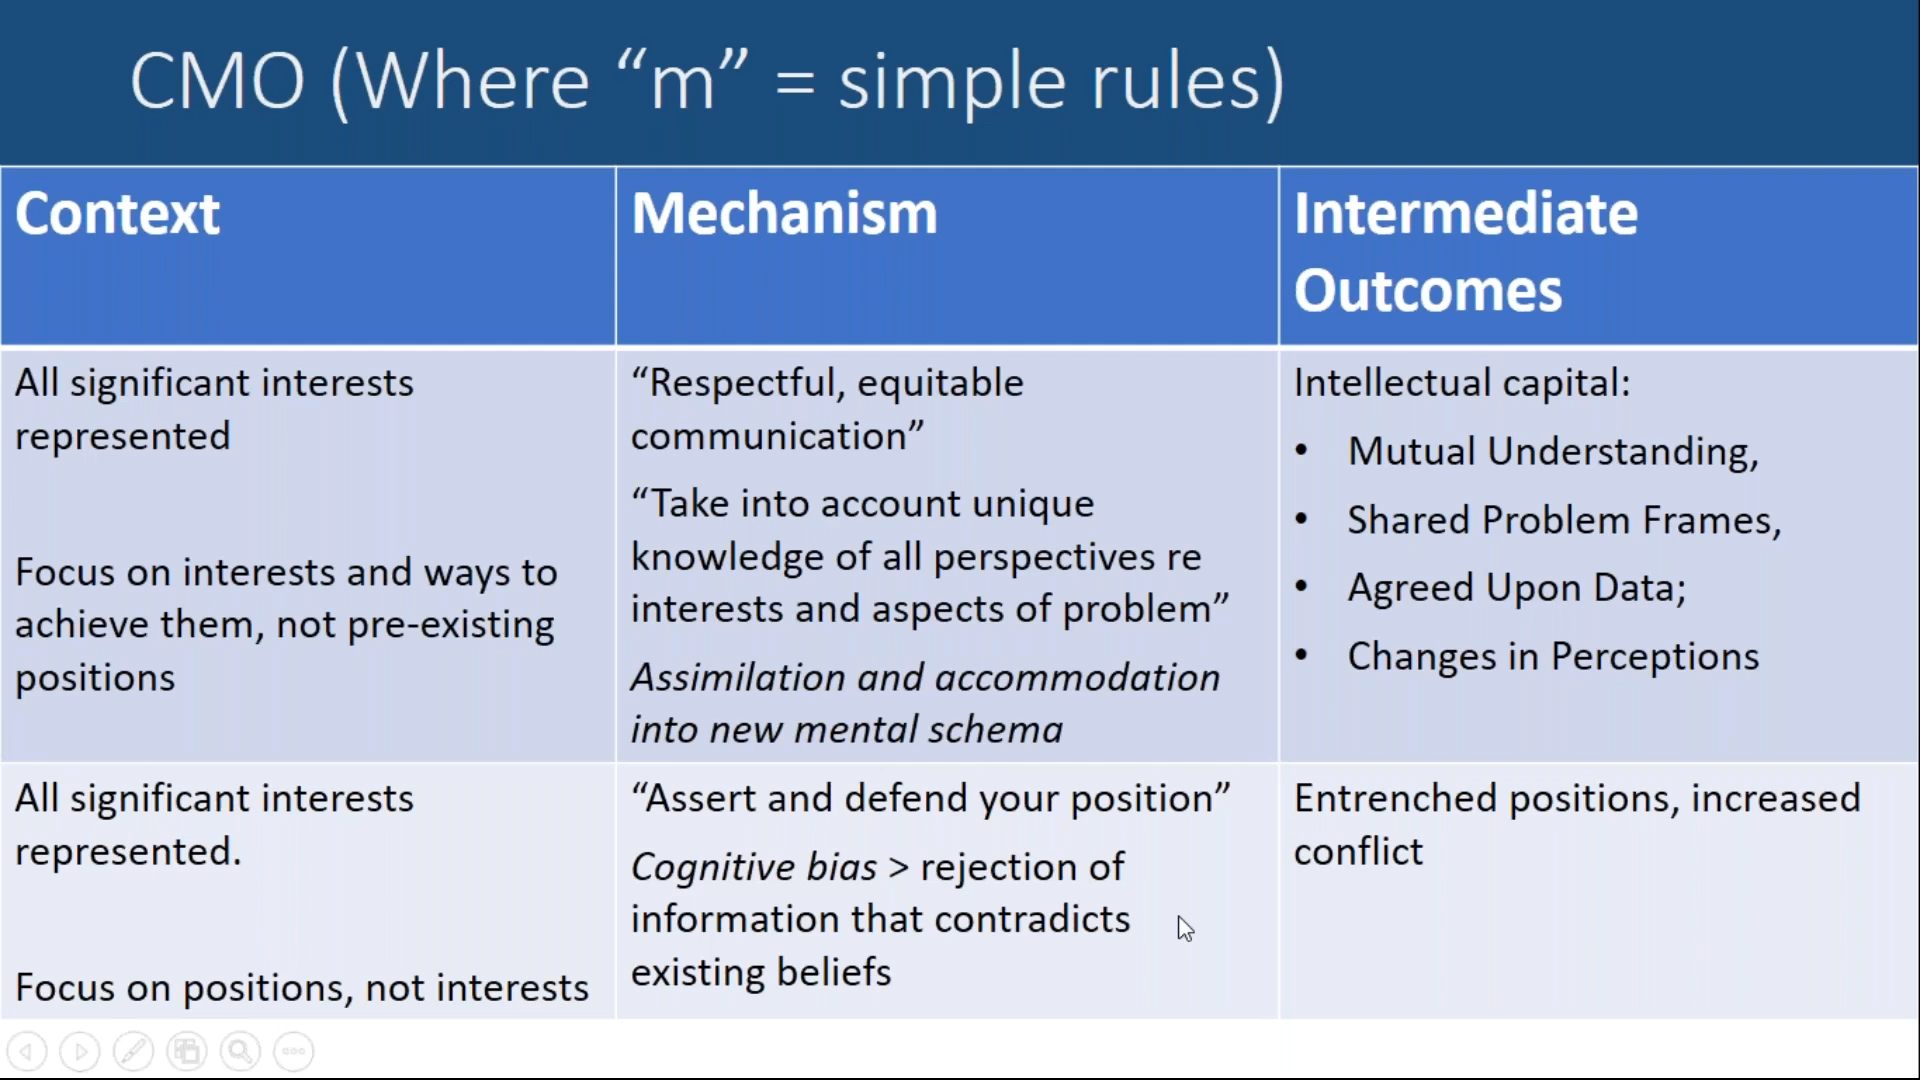 CMO (Where “m” = simple rules)
Context
Mechanism
Intermediate
Outcomes
All significant interests
represented
Focus on interests and ways to
achieve them, not pre-existing
positions
“Respectful, equitable
communication”
“Take into account unique
knowledge of all perspectives re
interests and aspects of problem”
Assimilation and accommodation
into new mental schema
Intellectual capital:
• Mutual Understanding,
• Shared Problem Frames,
• Agreed Upon Data;
• Changes in Perceptions
All significant interests
represented.
Focus on positions, not interests
“Assert and defend your position”
Cognitive bias > rejection of
information that contradicts
existing beliefs
Entrenched positions, increased
conflict